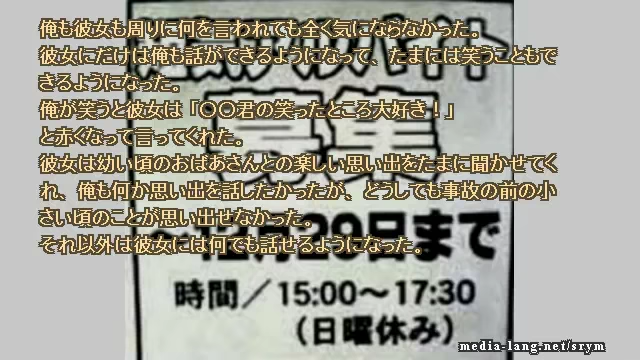 俺も彼女も周りに何を言われても全く気にならなかった。
彼女にだけは俺も話ができるようになって、たまには笑うこともで
きるようになった。
俺が笑うと彼女は「〇〇君の笑ったところ大好き！」
と赤くなって言ってくれた。
彼女は幼い頃のおばあさんとの楽しい思い出をたまに聞かせてく
れ、俺も何か思い出を話したかったが、どうしても事故の前の小
さい頃のことが思い出せなかった。
それ以外は彼女には何でも話せるようになった。
募集
29日まで
時間／15:00～17:30
（日曜休み）
media-lang.net/srym